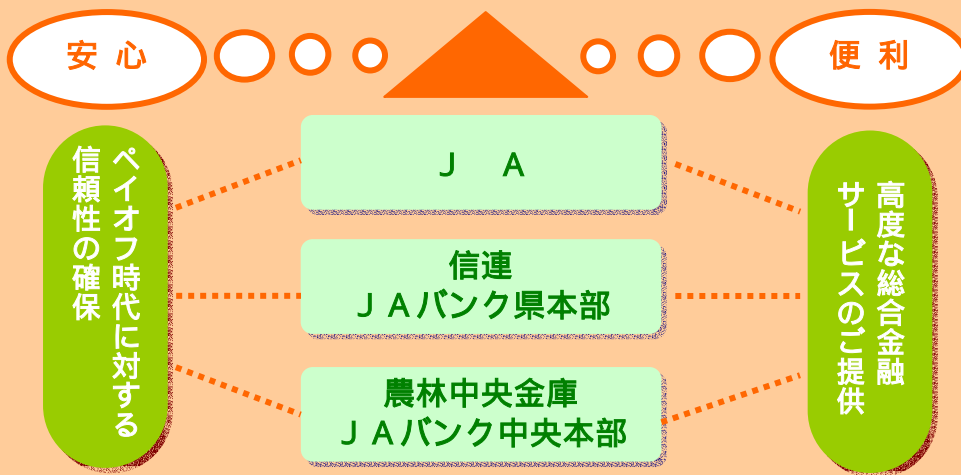 安 心
便 利
ペイオフ時代に対する
信頼性の確保
J A
信連
J Aバンク県本部
農林中央金庫
J Aバンク中央本部
高度な総合金融
サービスのご提供